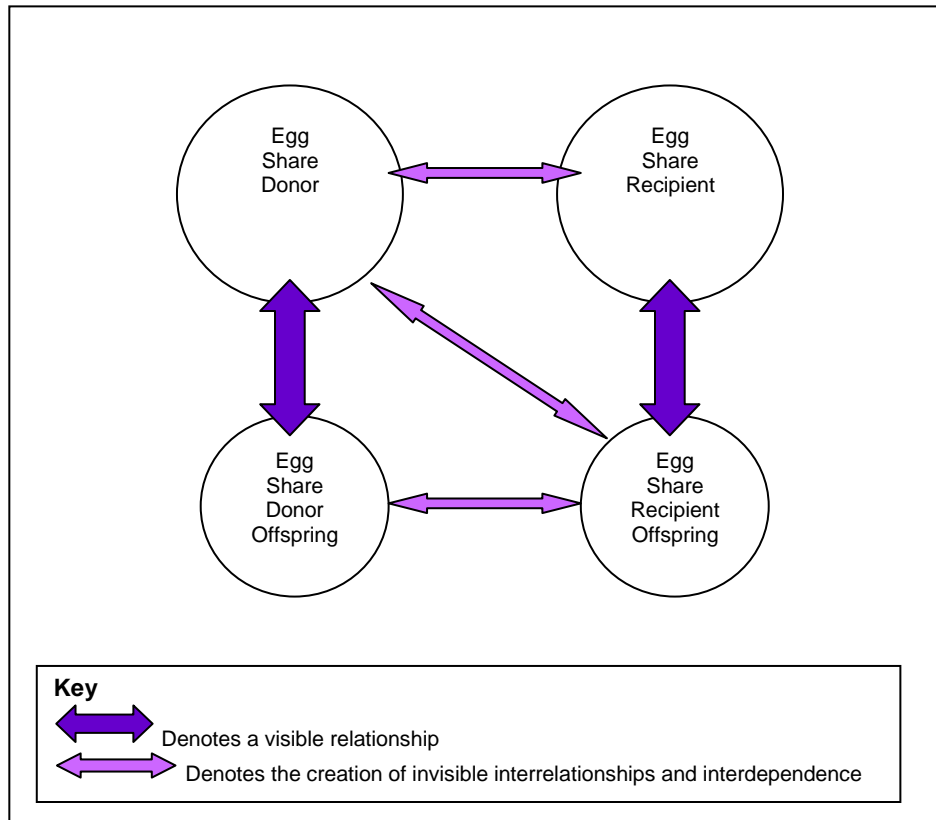 Egg
Share
Donor
Egg
Share
Recipient
Egg
Share
Donor
Offspring
Egg
Share
Recipient
Offspring
Key
Denotes a visible relationship
Denotes the creation of invisible interrelationships and interdependence